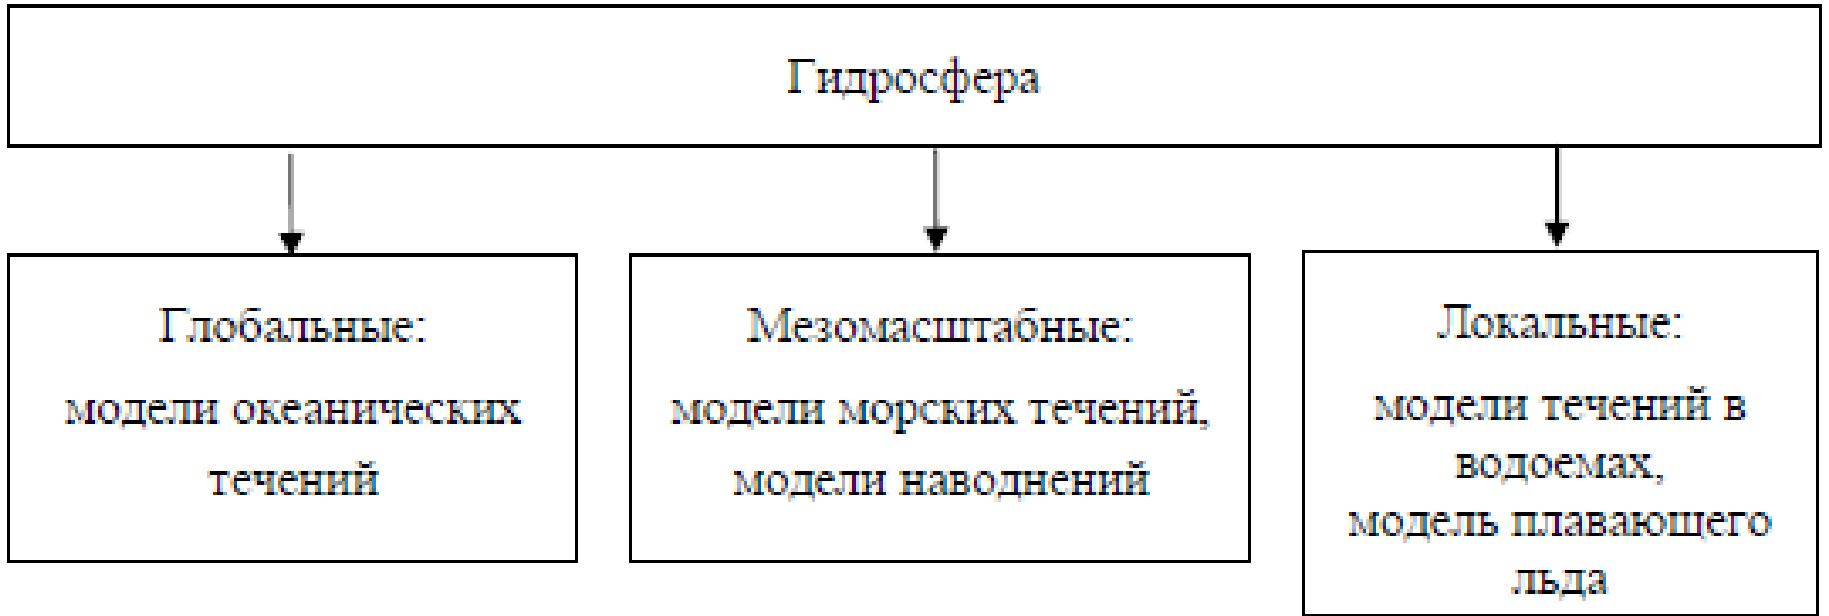 Гидросфера
Глобальные:
модели океанических
течений
Мезомасштабные:
модели морских течений,
модели наводнений
Локальные:
модели течений в
водоемах,
модель плавающего
льда